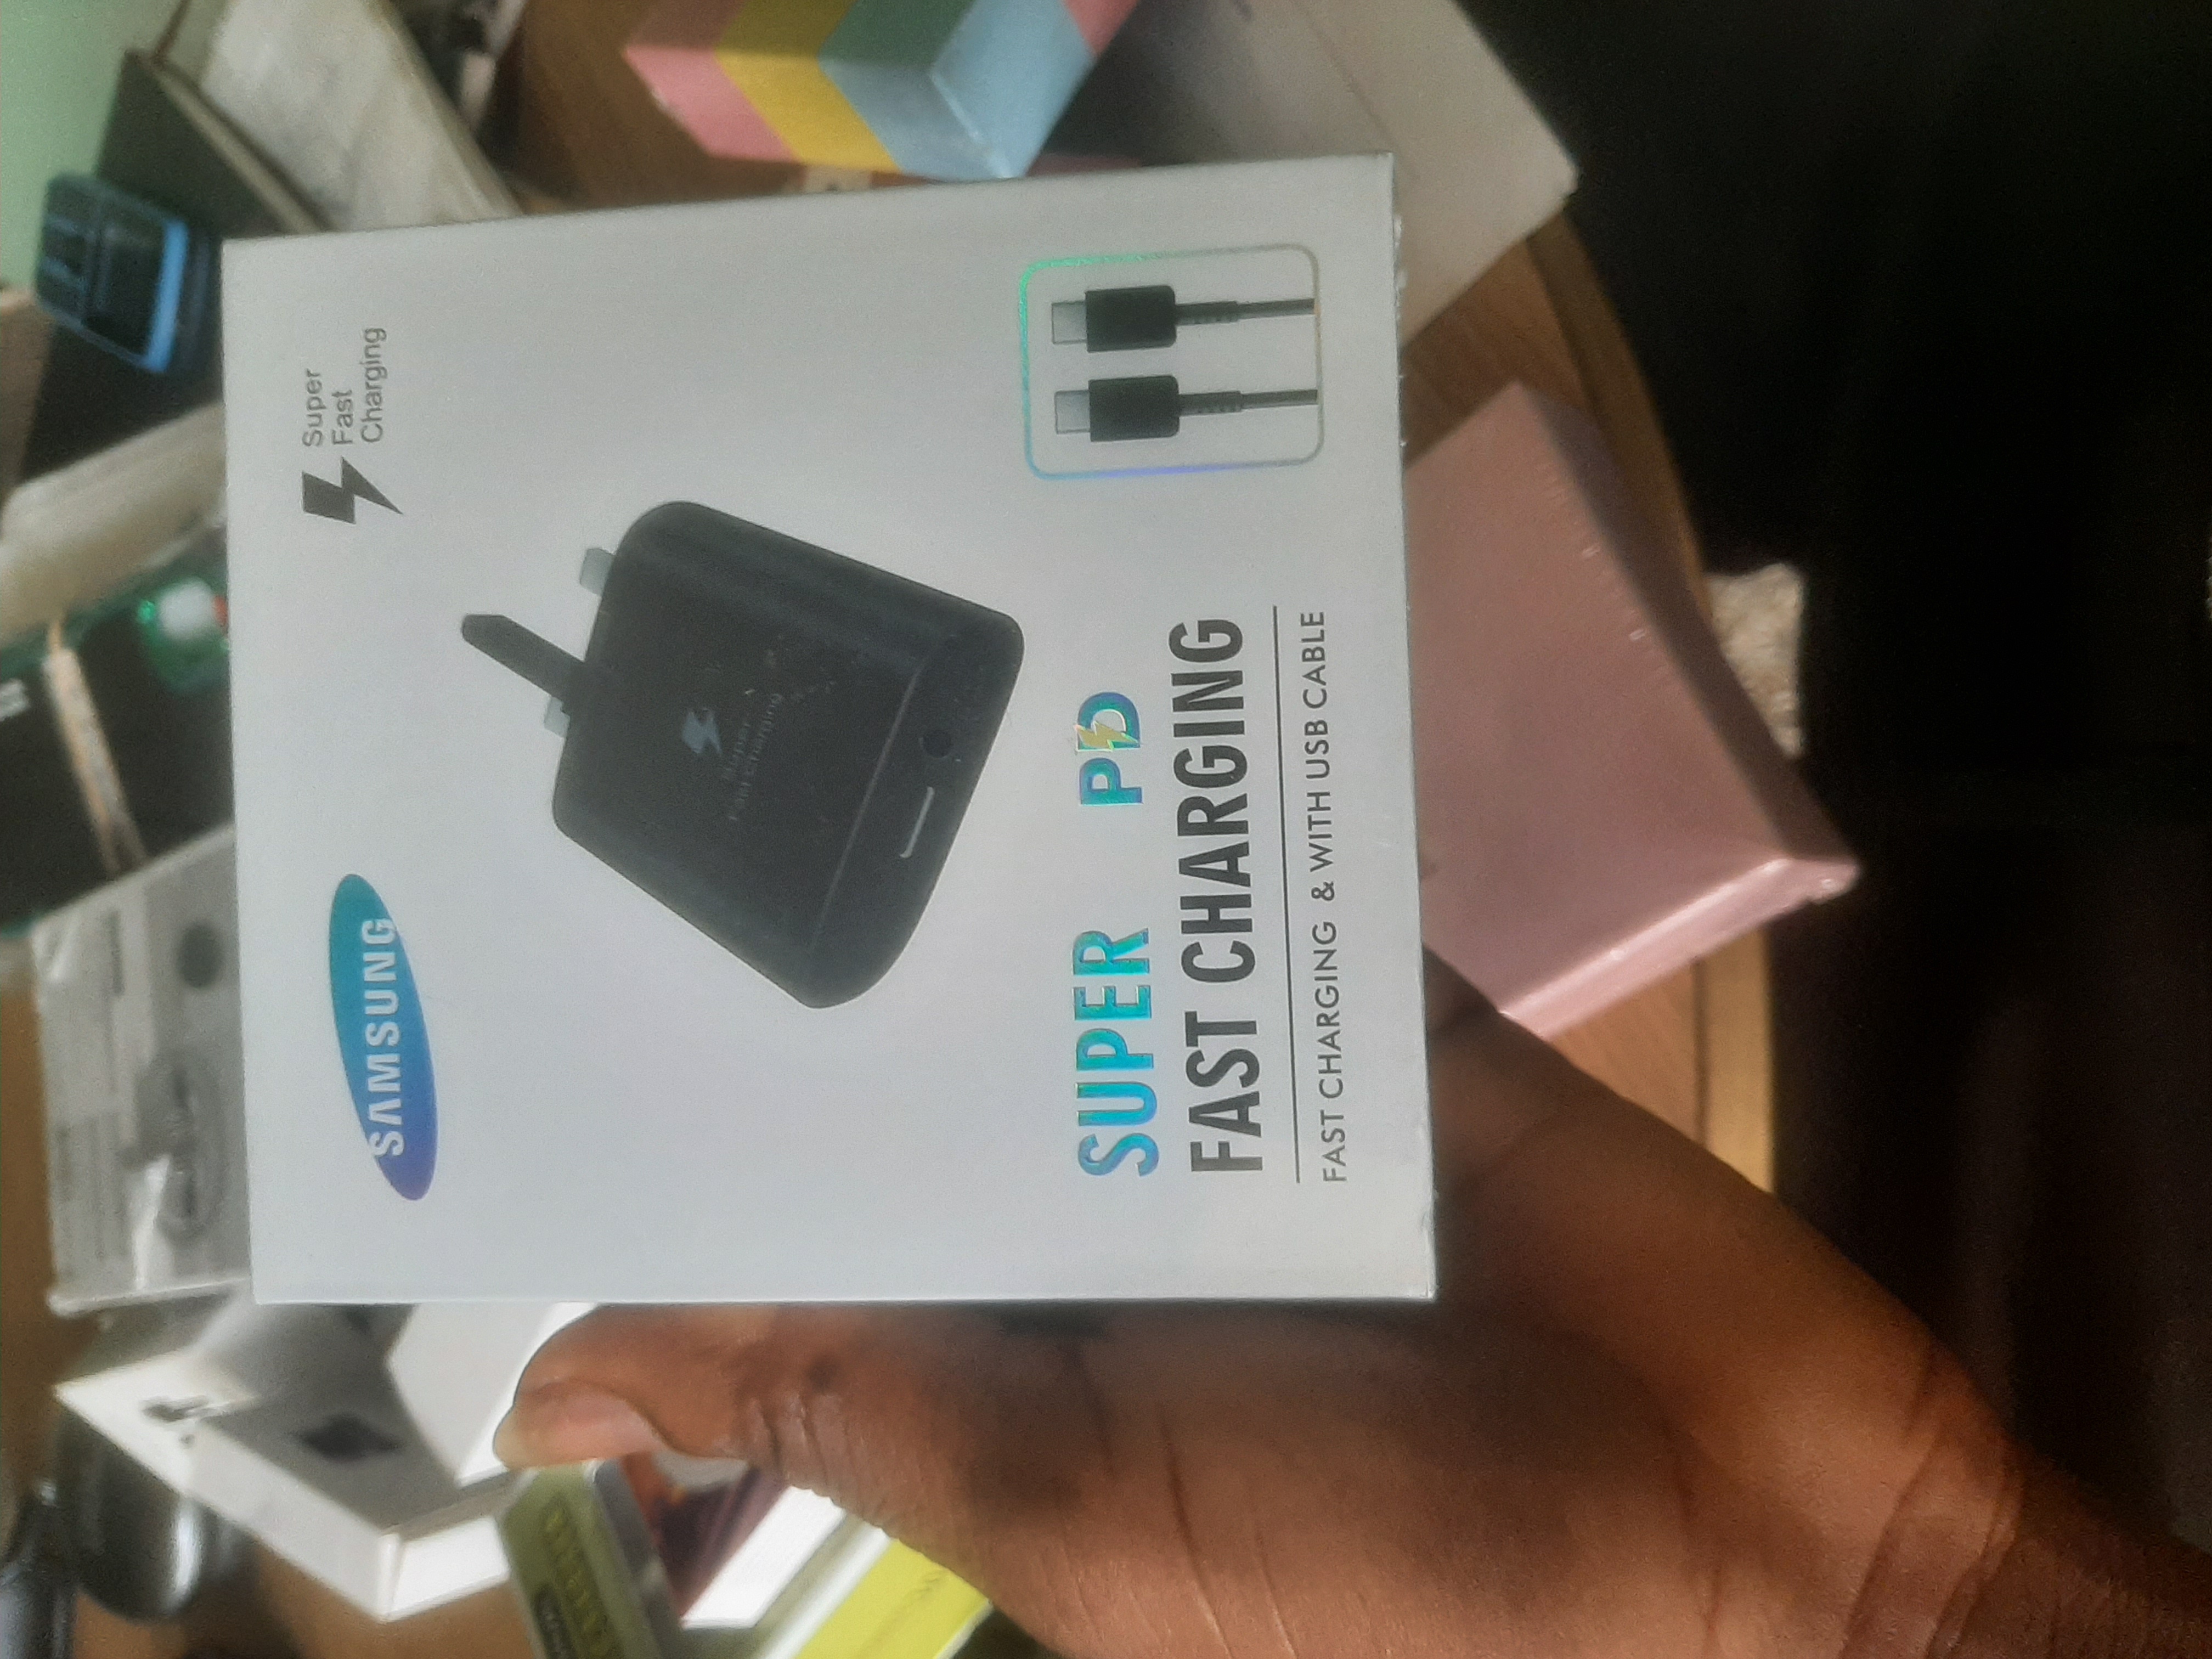 SAMSUNG
Super
Fast
Charging
Super
Fast Charging
SUPER PD
FAST CHARGING
FAST CHARGING & WITH USB CABLE